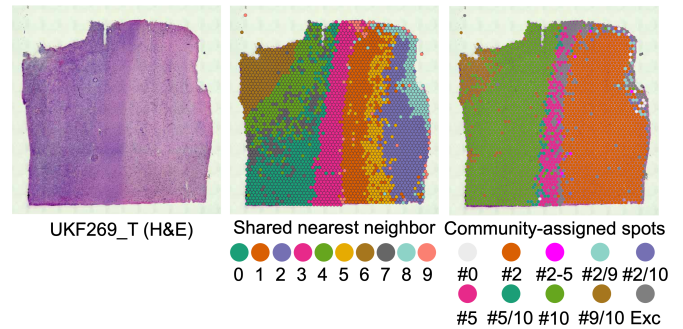 UKF269_T (H&E)
Shared nearest neighbor
0 1 2 3 4 5 6 7 8 9
Community-assigned spots
#0 #2 #2-5 #2/9 #2/10
#5 #5/10 #10 #9/10 Exc